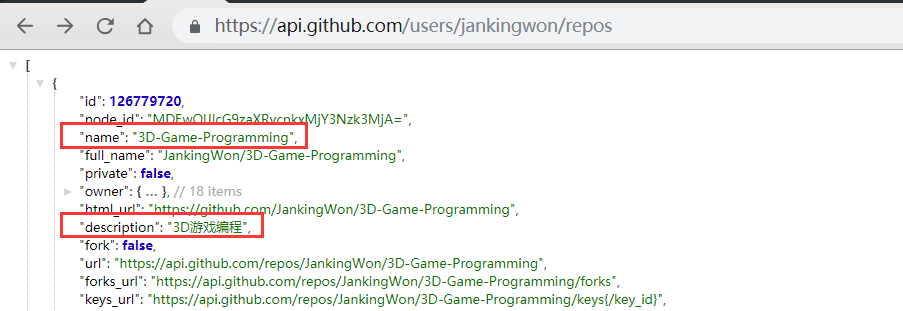 https://api.github.com/users/jankingwon/repos
[
{
"id": 126779720,
"name": "3D-Game-Programming",
"full_name": "JankingWon/3D-Game-Programming",
"private": false,
"owner": { ... }, // 18 items
"html_url": "https://github.com/JankingWon/3D-Game-Programming",
"description": "3D游戏编程",
"fork": false,
"url": "https://api.github.com/repos/JankingWon/3D-Game-Programming",
"forks_url": "https://api.github.com/repos/JankingWon/3D-Game-Programming/forks",
"keys_url": "https://api.github.com/repos/JankingWon/3D-Game-Programming/keys{/key_id}",